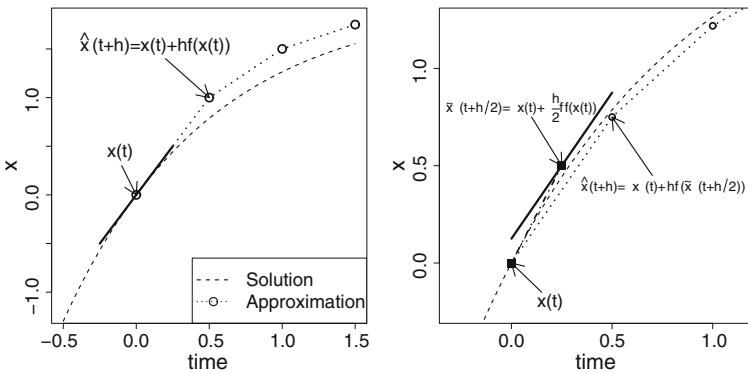 x̂(t+h)=x(t)+hf(x(t))
x(t)
x
-1.0
0.0
1.0
Solution
Approximation
-0.5
0.0
0.5
1.0
1.5
time
x̃ (t+h/2)= x(t)+ h/2 ff(x(t))
x̂(t+h)= x (t)+hf(x̃ (t+h/2))
x(t)
x
0.0
0.5
1.0
0.0
0.5
1.0
time